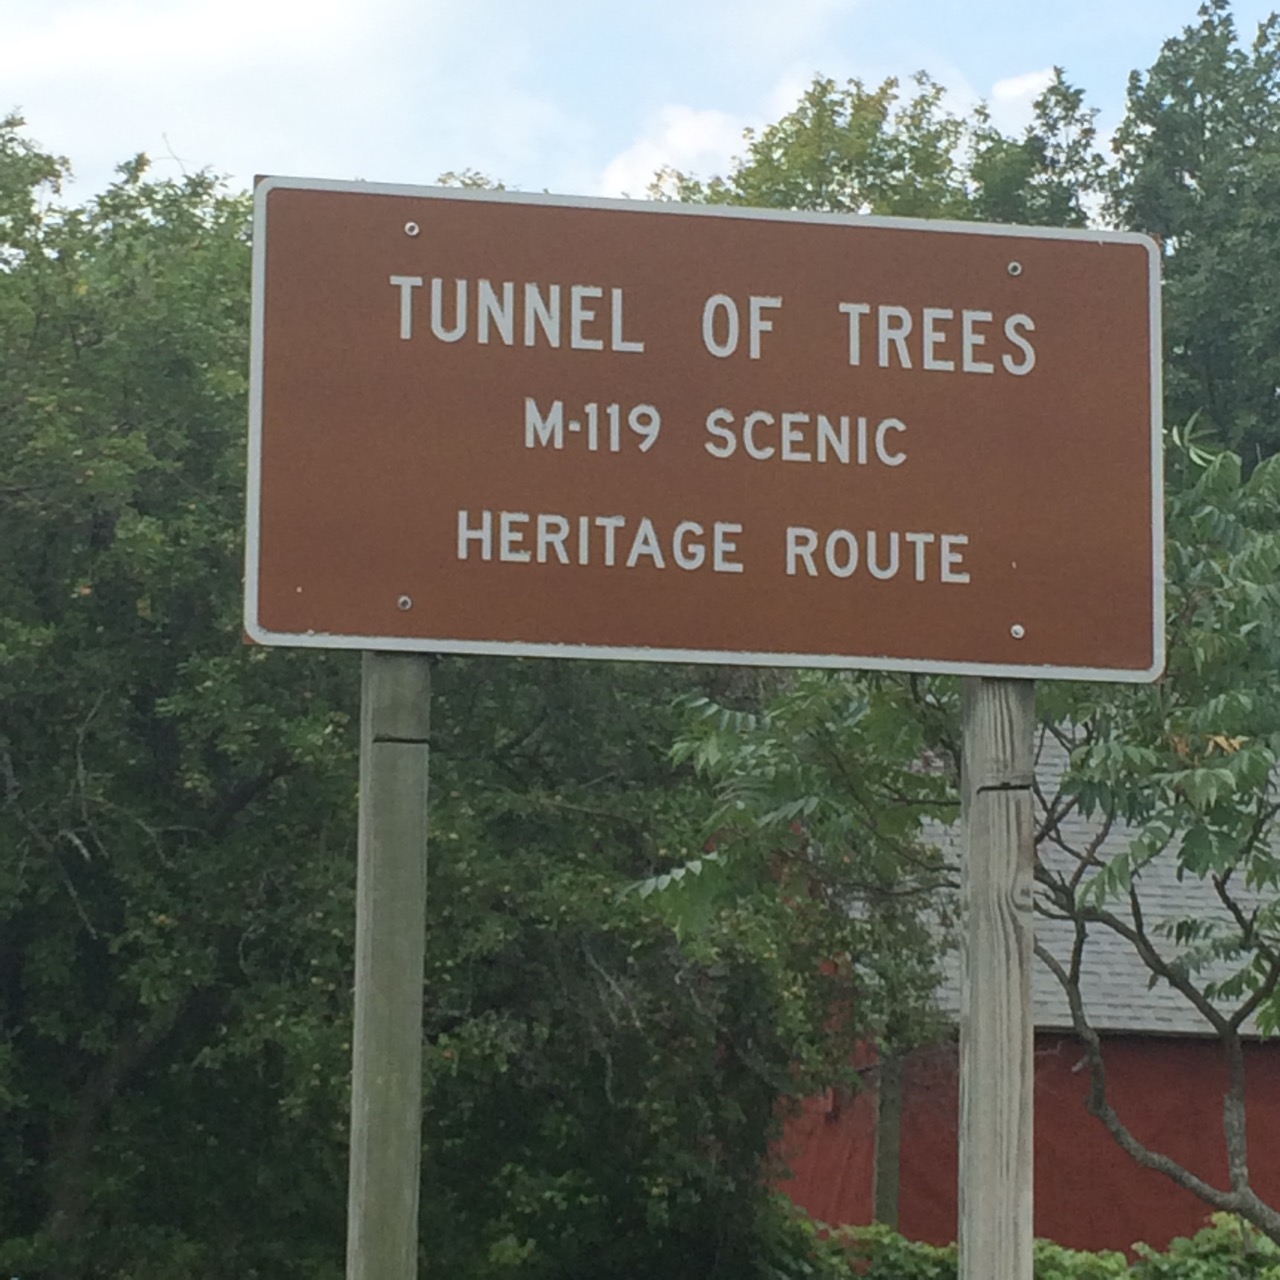 TUNNEL OF TREES
M-119 SCENIC
HERITAGE ROUTE